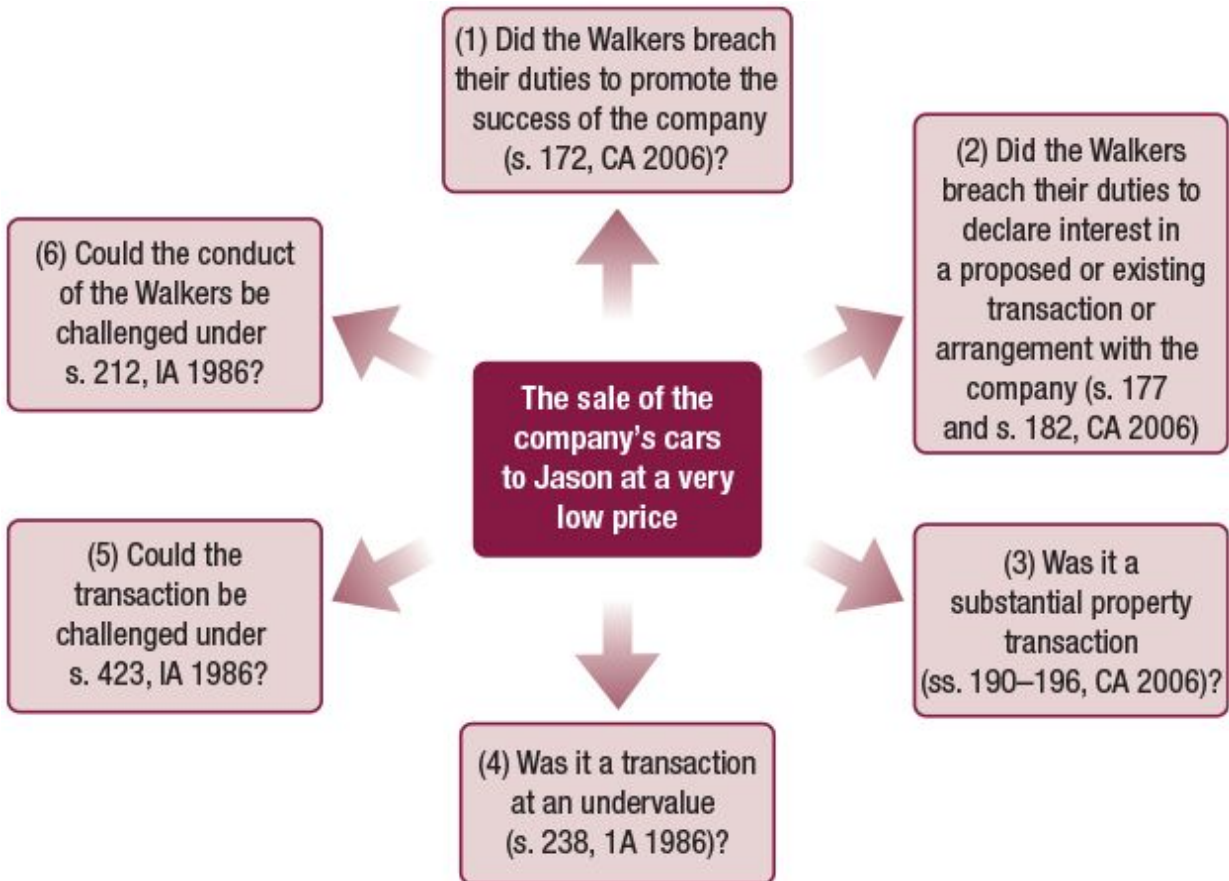 (1) Did the Walkers breach
their duties to promote the
success of the company
(s. 172, CA 2006)?
(2) Did the Walkers
breach their duties to
declare interest in
a proposed or existing
transaction or
arrangement with the
company (s. 177
and s. 182, CA 2006)
(3) Was it a
substantial property
transaction
(ss. 190–196, CA 2006)?
(4) Was it a transaction
at an undervalue
(s. 238, 1A 1986)?
(5) Could the
transaction be
challenged under
s. 423, IA 1986?
(6) Could the conduct
of the Walkers be
challenged under
s. 212, IA 1986?
The sale of the
company's cars
to Jason at a very
low price